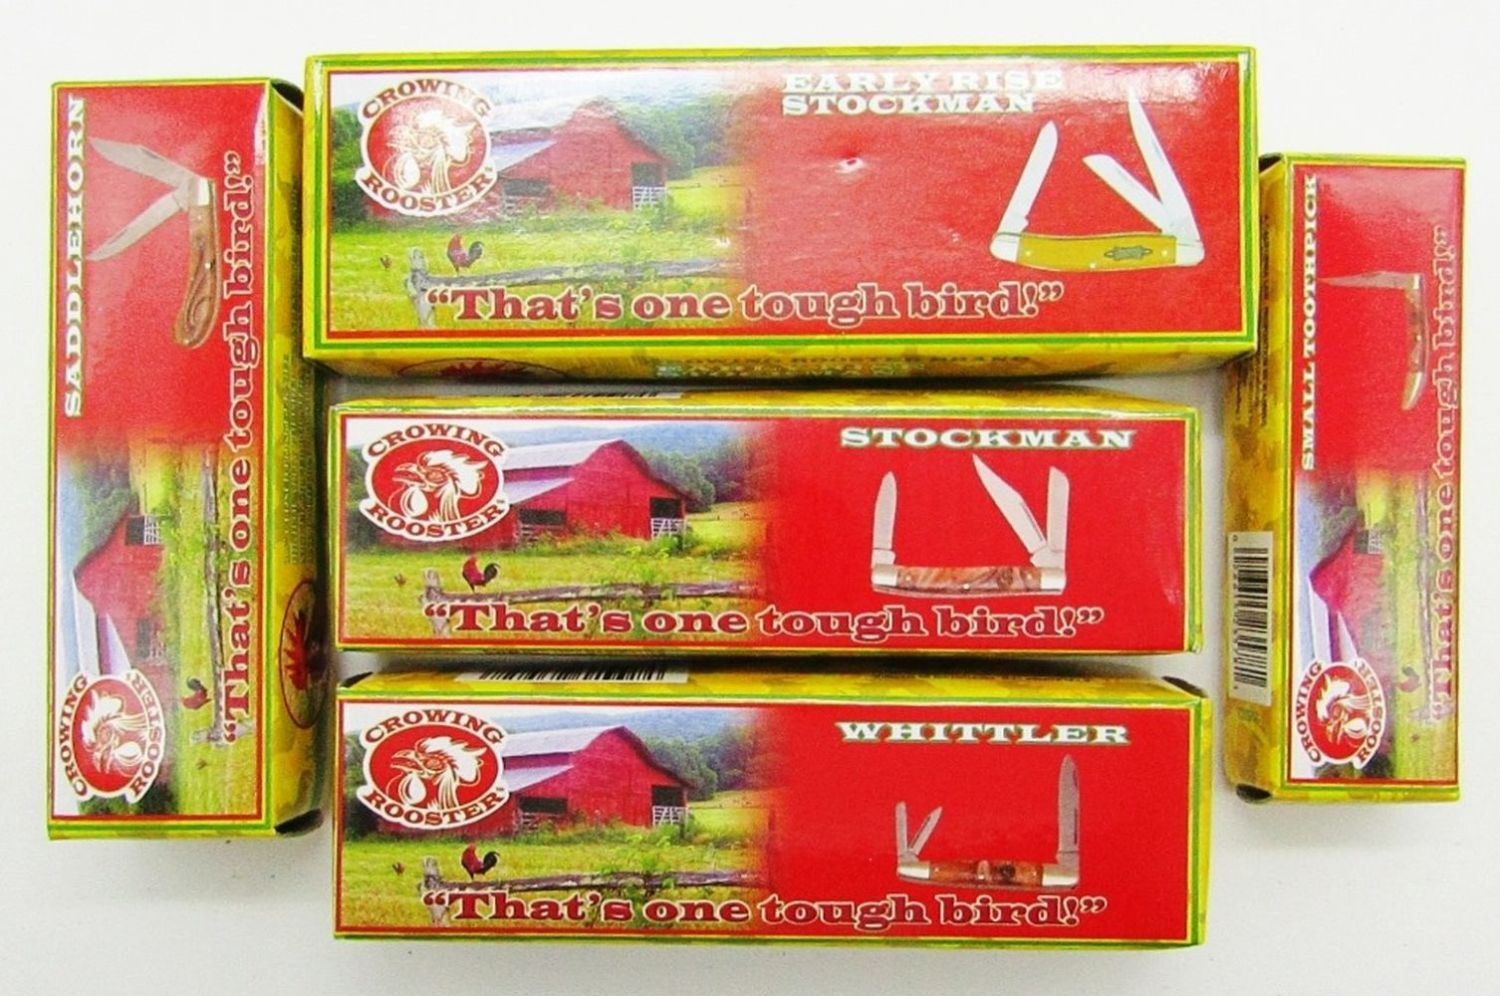 SADDLEHORN
"That's one tough bird!"
CROWING
ROOSTER
CROWING
ROOSTER
EARLY RISE
STOCKMAN
"That's one tough bird!"
CROWING
ROOSTER
STOCKMAN
"That's one tough bird!"
CROWING
ROOSTER
WHITTLER
"That's one tough bird!"
SMALL TOOTHPICK
"That's one tough bird!"
CROWING
ROOSTER